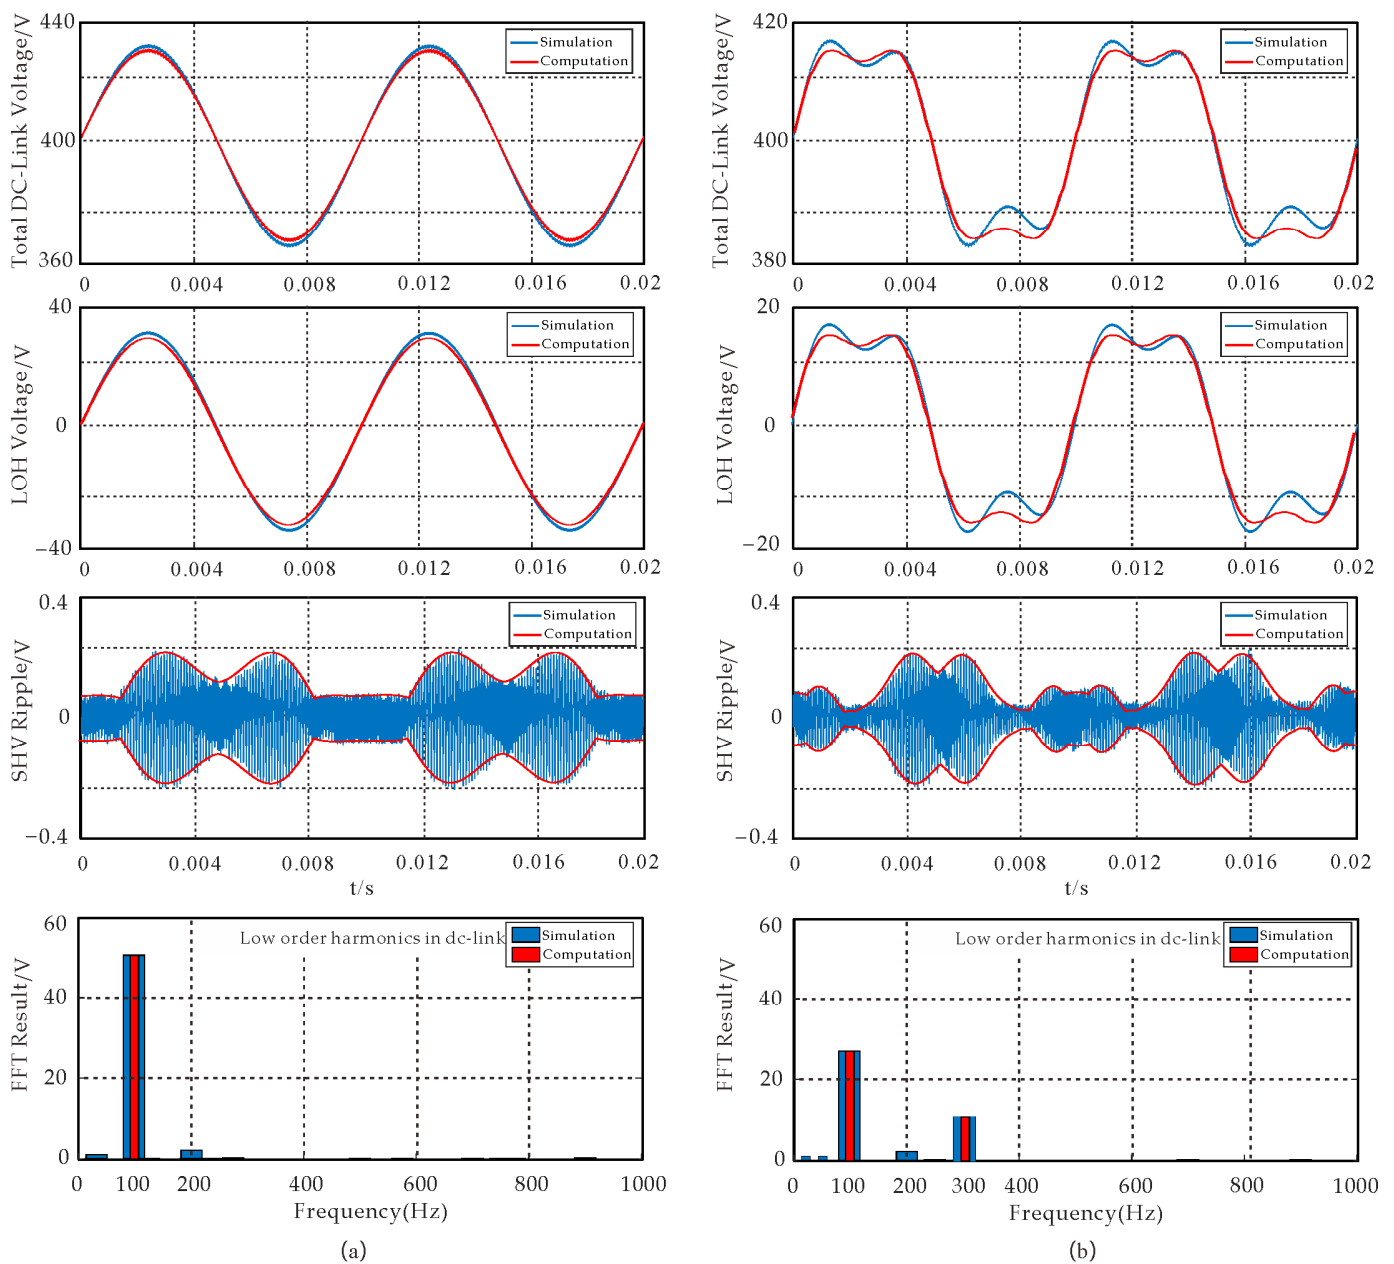 440
400
360
Total DC-Link Voltage/V
Simulation
Computation
0 0.004 0.008 0.012 0.016 0.02
420
400
380
Total DC-Link Voltage/V
Simulation
Computation
0 0.004 0.008 0.012 0.016 0.02
40
0
−40
LOH Voltage/V
Simulation
Computation
0 0.004 0.008 0.012 0.016 0.02
20
0
−20
LOH Voltage/V
Simulation
Computation
0 0.004 0.008 0.012 0.016 0.02
0.4
0
−0.4
SHV Ripple/V
Simulation
Computation
0 0.004 0.008 0.012 0.016 0.02
t/s
0.4
0
−0.4
SHV Ripple/V
Simulation
Computation
0 0.004 0.008 0.012 0.016 0.02
t/s
60
40
20
0
FFT Result/V
Low order harmonics in dc-link
Simulation
Computation
0 100 200 400 600 800 1000
Frequency(Hz)
(a)
60
40
20
0
FFT Result/V
Low order harmonics in dc-link
Simulation
Computation
0 100 200 300 400 600 800 1000
Frequency(Hz)
(b)